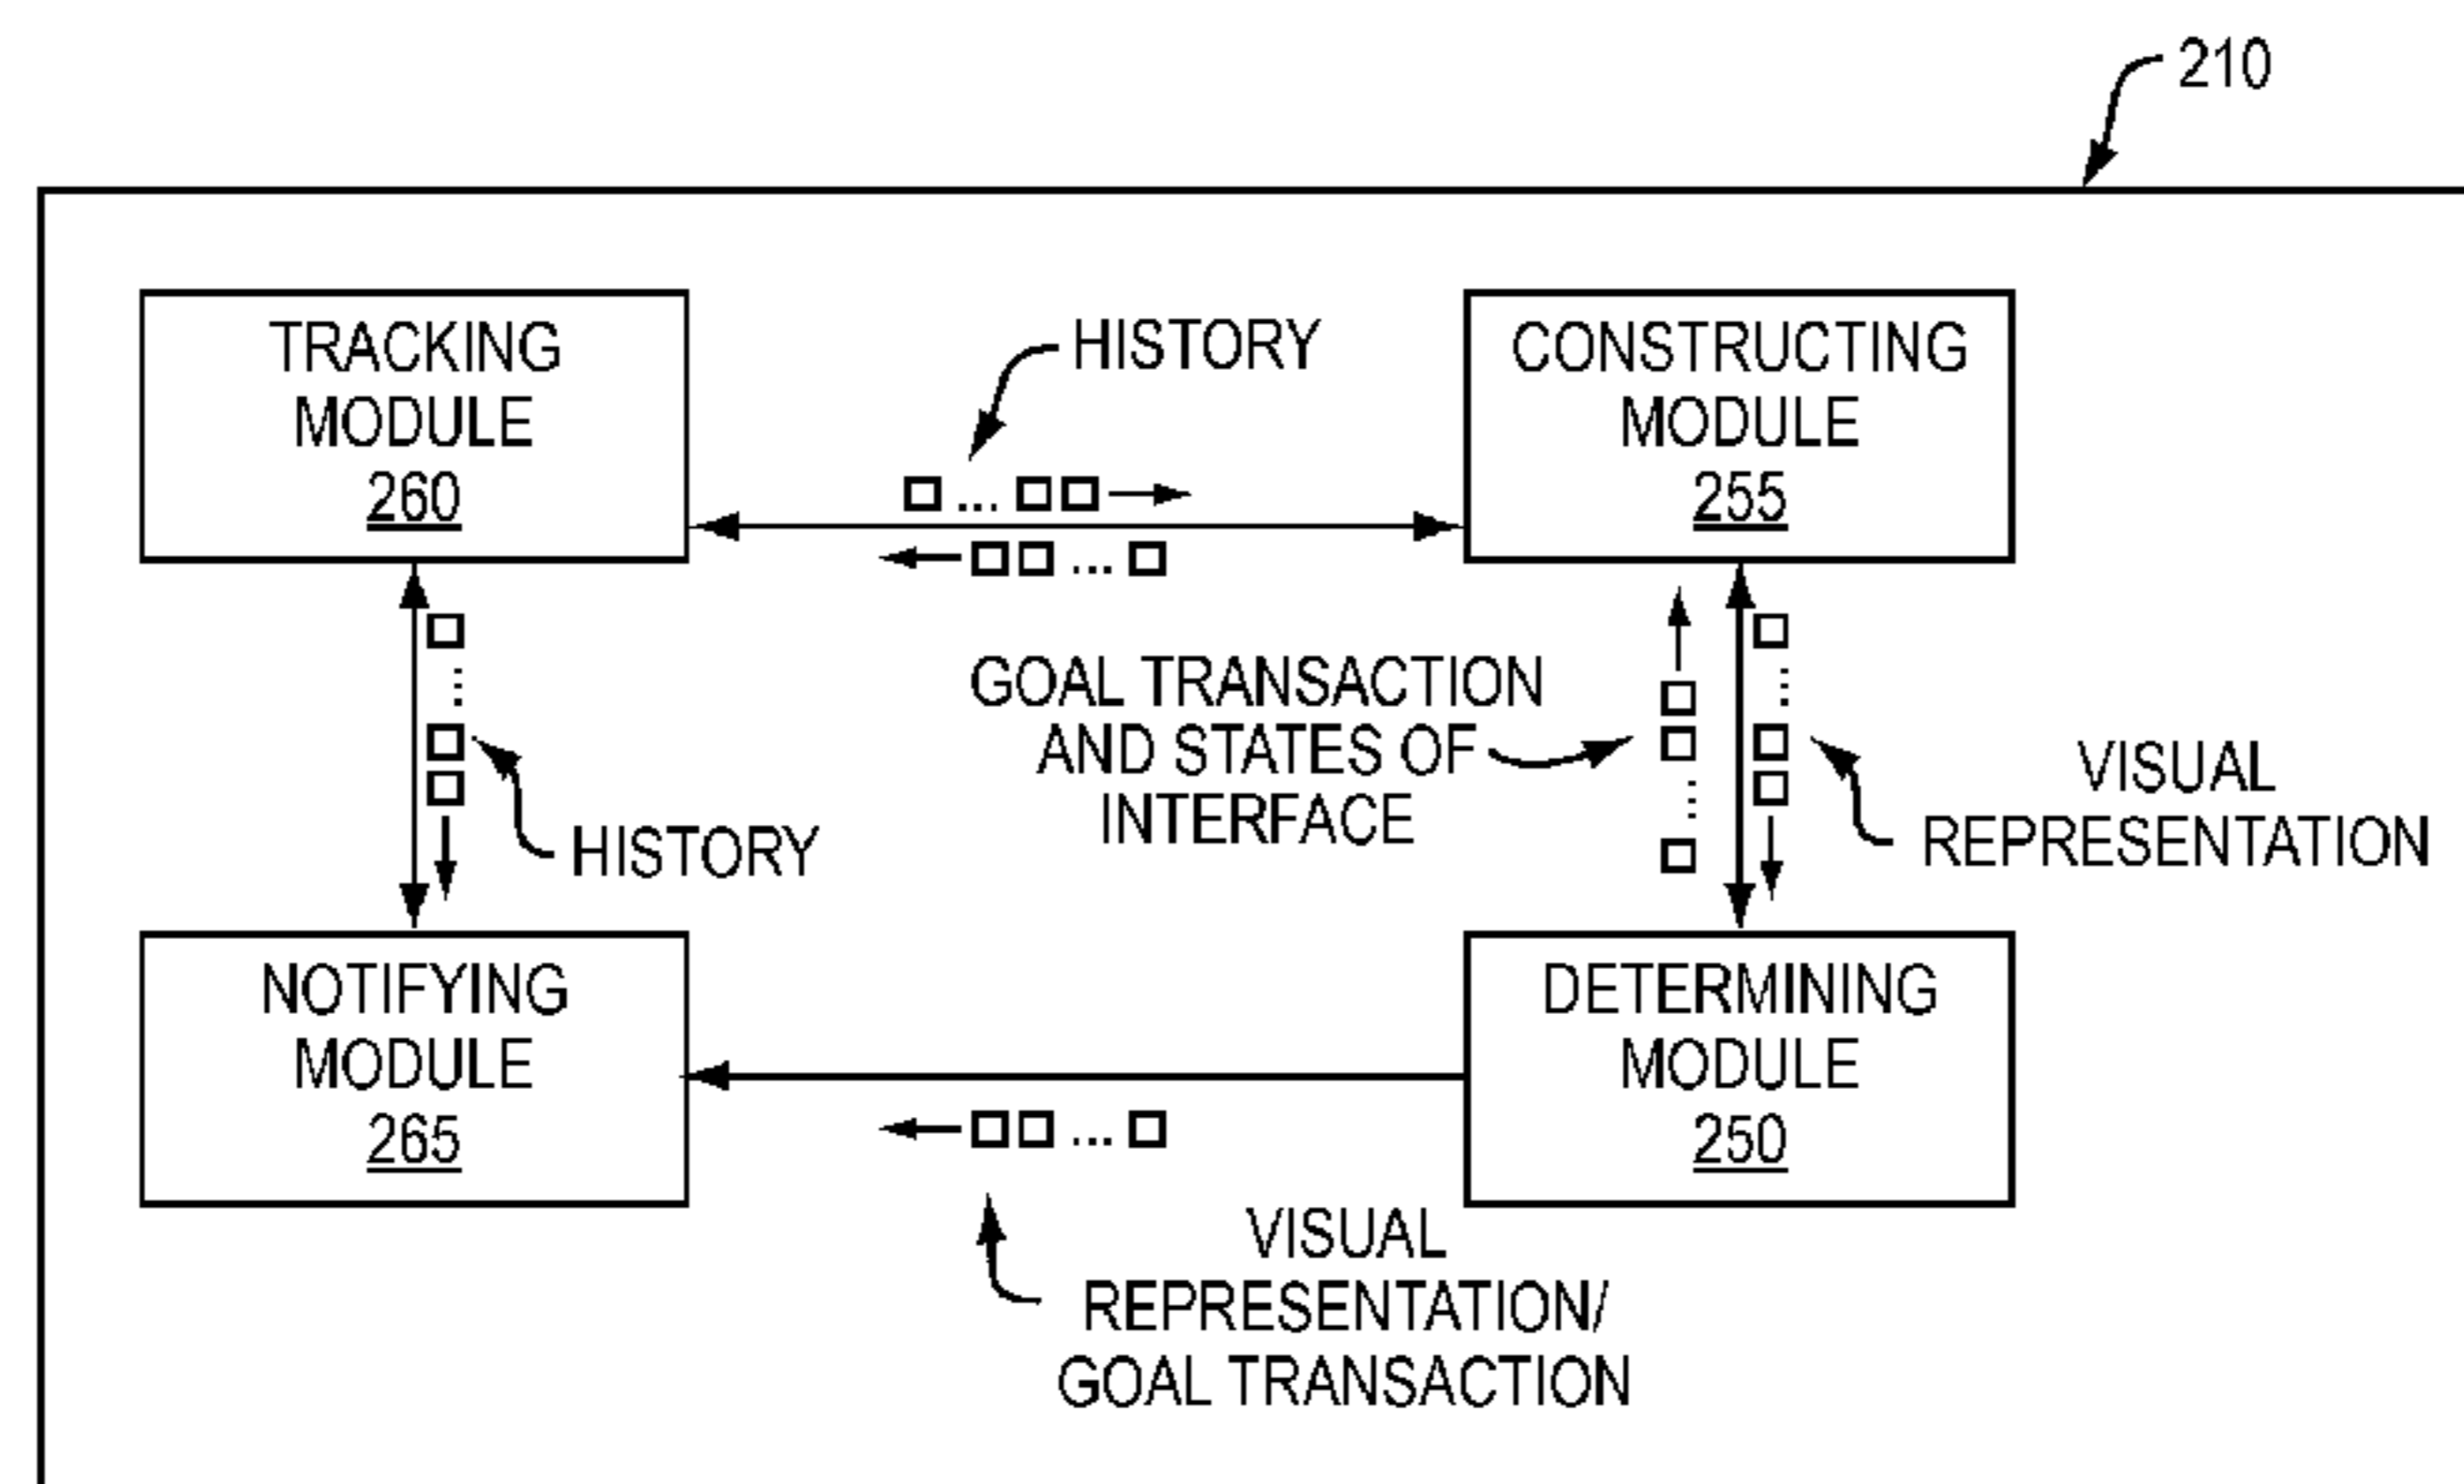 210
TRACKING
MODULE
260
HISTORY
CONSTRUCTING
MODULE
255
GOAL TRANSACTION
AND STATES OF
INTERFACE
VISUAL
REPRESENTATION
HISTORY
NOTIFYING
MODULE
265
DETERMINING
MODULE
250
VISUAL
REPRESENTATION/
GOAL TRANSACTION